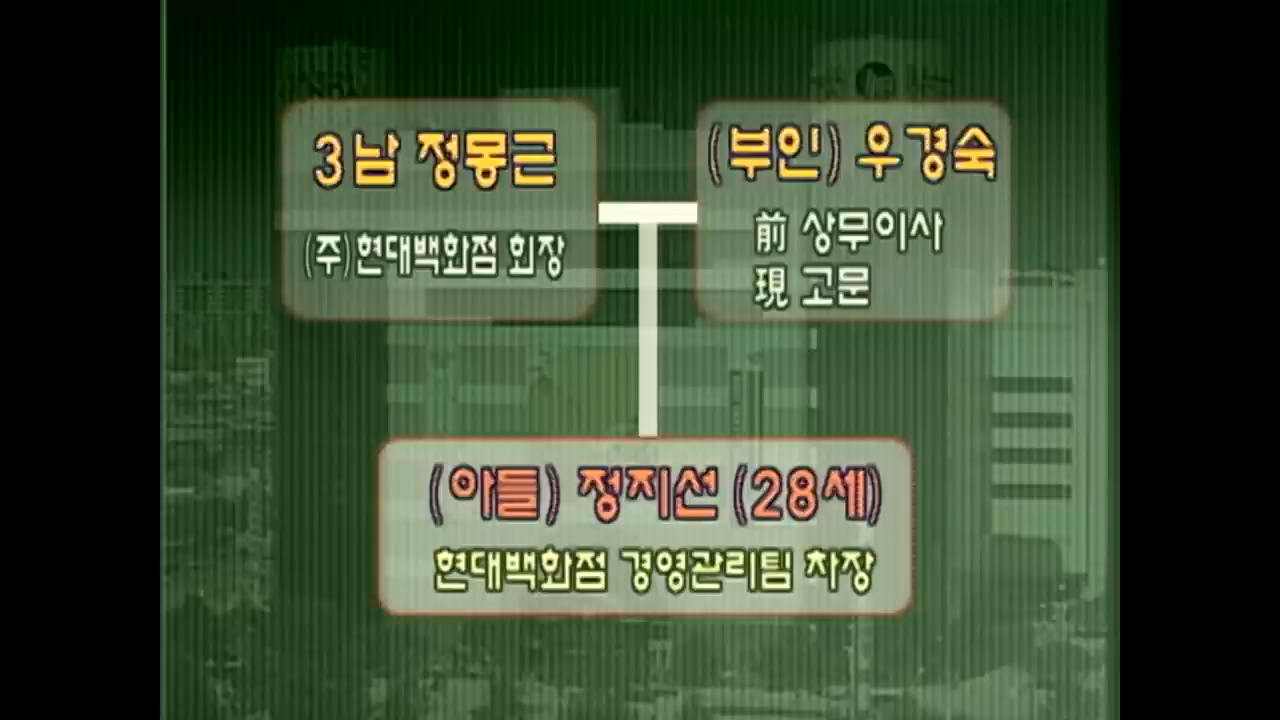 3남 정몽근
(주)현대백화점 회장
(부인) 우경숙
前 상무이사
現 고문
(아들) 정지선 (28세)
현대백화점 경영관리팀 차장